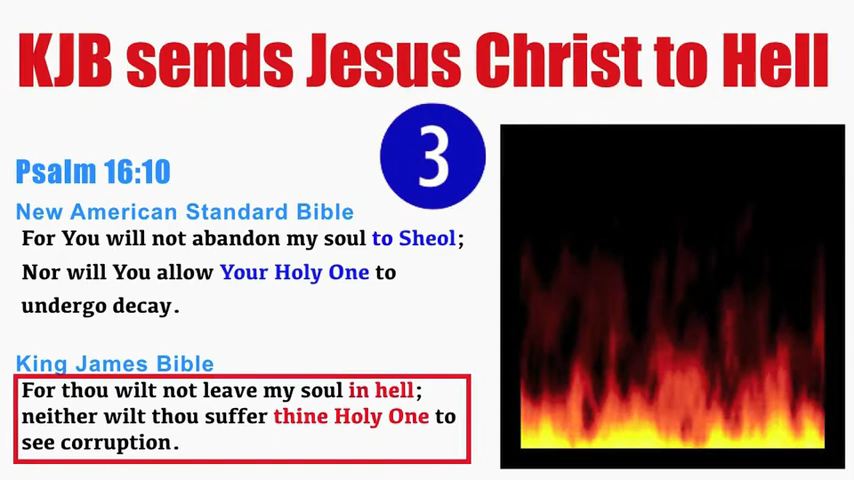 KJB sends Jesus Christ to Hell
3
Psalm 16:10
New American Standard Bible
For You will not abandon my soul to Sheol;
Nor will You allow Your Holy One to
undergo decay.
King James Bible
For thou wilt not leave my soul in hell;
neither wilt thou suffer thine Holy One to
see corruption.